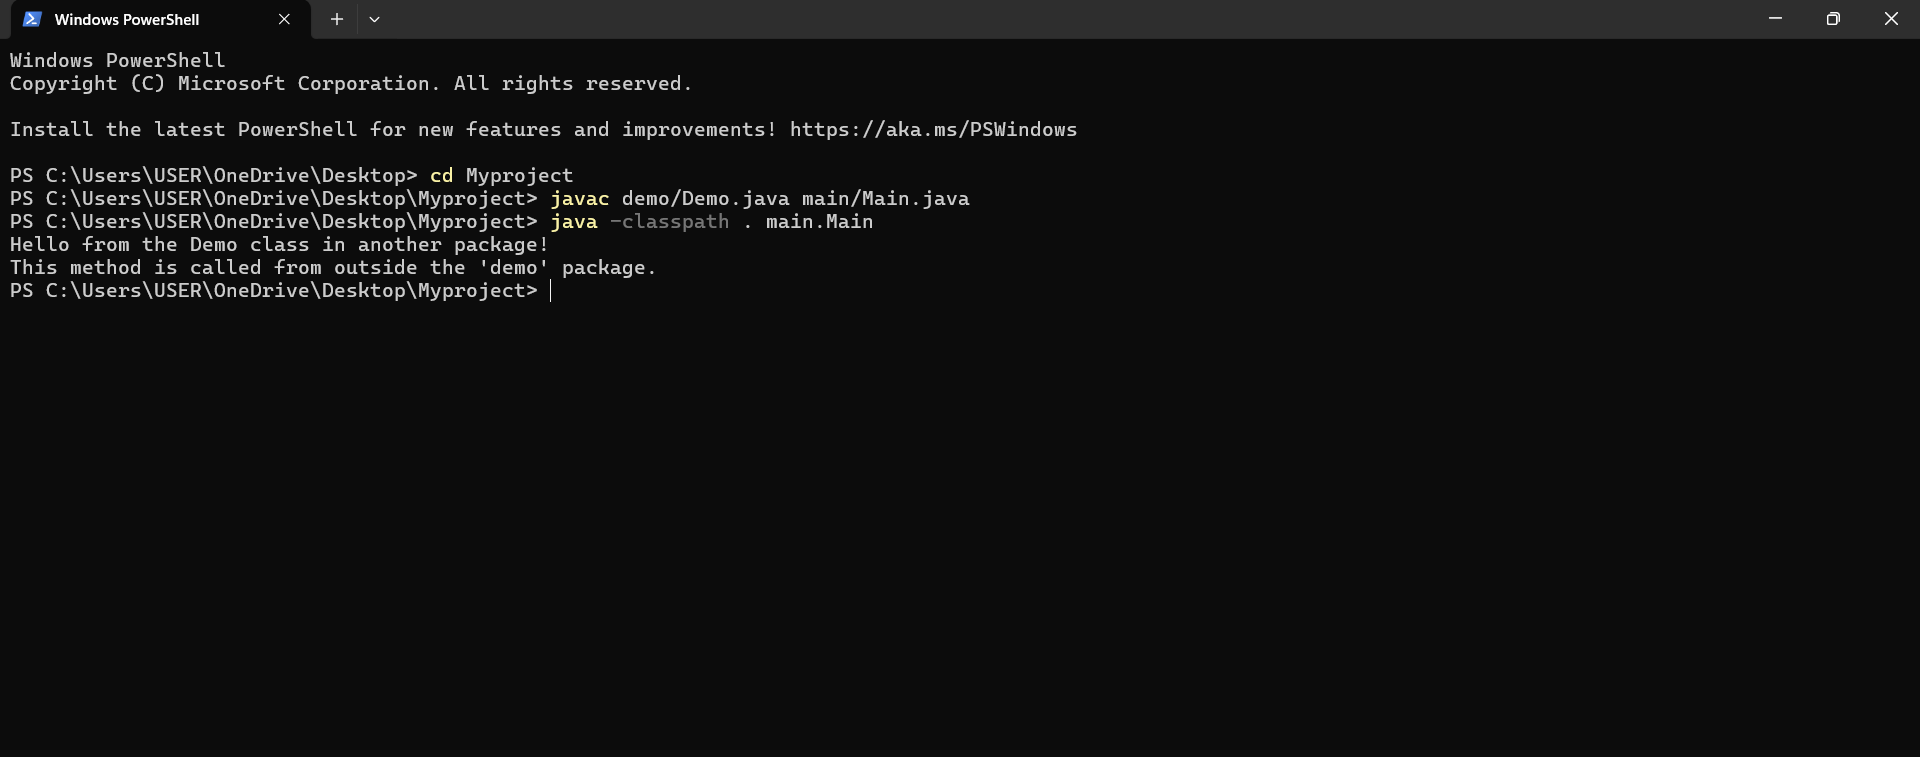 Windows PowerShell
Windows PowerShell
Copyright (C) Microsoft Corporation. All rights reserved.
Install the latest PowerShell for new features and improvements! https://aka.ms/PSWindows
PS C:\Users\USER\OneDrive\Desktop> cd Myproject
PS C:\Users\USER\OneDrive\Desktop\Myproject> javac demo/Demo.java main/Main.java
PS C:\Users\USER\OneDrive\Desktop\Myproject> java -classpath . main.Main
Hello from the Demo class in another package!
This method is called from outside the 'demo' package.
PS C:\Users\USER\OneDrive\Desktop\Myproject>